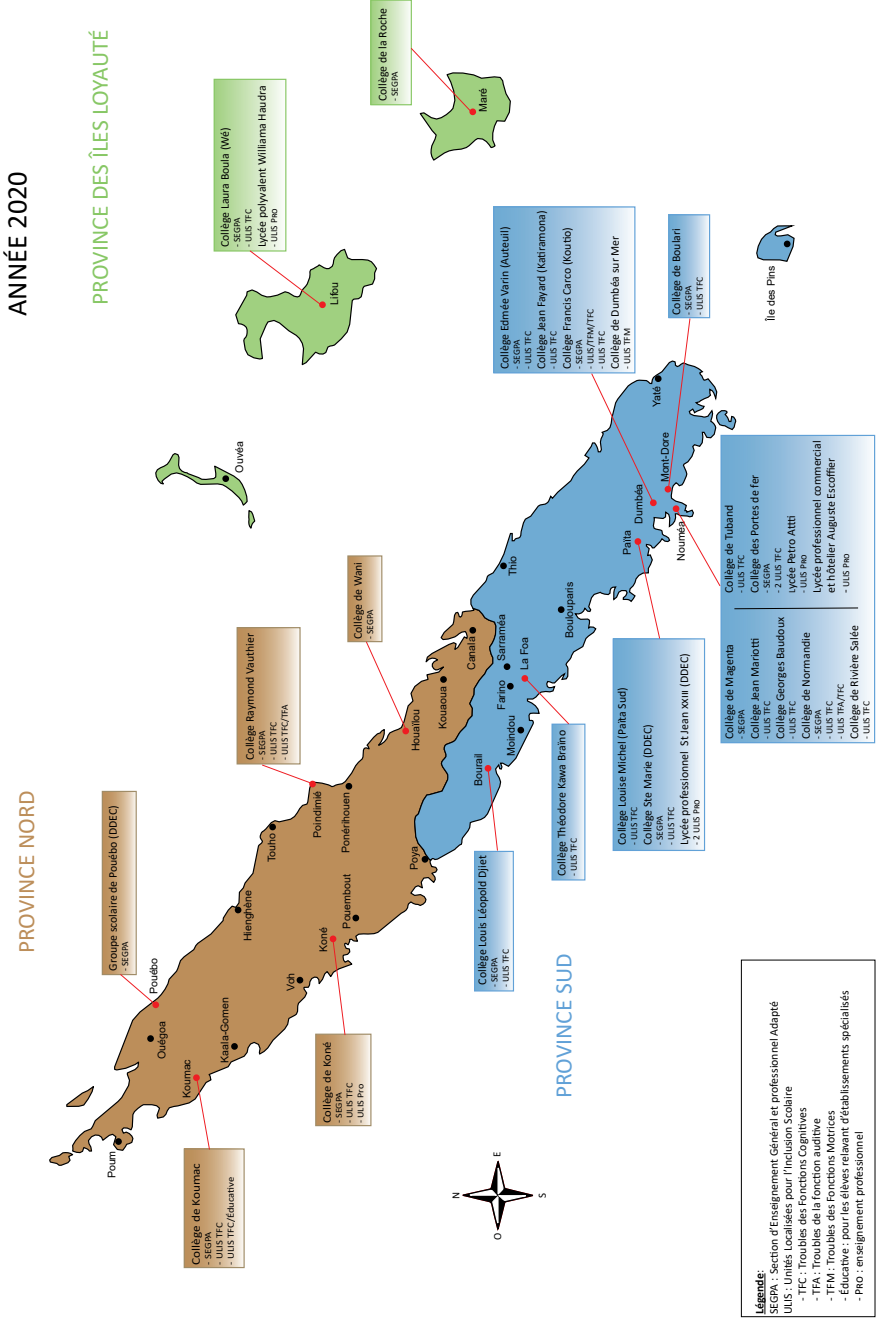 ANNÉE 2020
PROVINCE NORD
PROVINCE DES ÎLES LOYAUTÉ
PROVINCE SUD
Collège de Koumac
- SEGPA
- ULIS TFC
- ULIS TFC/Éducative
Groupe scolaire de Pouébo (DDEC)
- SEGPA
Collège de Koné
- SEGPA
- ULIS TFC
- ULIS Pro
Collège Raymond Vauthier
- SEGPA
- ULIS TFC
- ULIS TFC/TFA
Collège de Wani
- SEGPA
Collège Laura Boula (Wé)
- SEGPA
- ULIS TFC
Lycée polyvalent Williama Haudra
- ULIS PRO
Collège de la Roche
- SEGPA
Collège Louis Léopold Djiet
- SEGPA
- ULIS TFC
Collège Théodore Kawa Braïno
- ULIS TFC
Collège Louise Michel (Païta Sud)
- ULIS TFC
Collège Ste Marie (DDEC)
- SEGPA
- ULIS TFC
Lycée professionnel St Jean XXIII (DDEC)
- 2 ULIS PRO
Collège de Magenta
- SEGPA
Collège Jean Mariotti
- ULIS TFC
Collège Georges Baudoux
- ULIS TFC
Collège de Normandie
- SEGPA
- ULIS TFC
- ULIS TFA/TFC
Collège de Rivière Salée
- ULIS TFC
Collège de Tuband
- ULIS TFC
Collège des Portes de fer
- SEGPA
- 2 ULIS TFC
Lycée Petro Attiti
- ULIS PRO
Lycée professionnel commercial
et hôtelier Auguste Escoffier
- ULIS PRO
Collège Edmée Varin (Auteuil)
- SEGPA
- ULIS TFC
Collège Jean Fayard (Katiramona)
- ULIS TFC
Collège Francis Carco (Koutio)
- SEGPA
- ULIS/TFM/TFC
- ULIS TFC
Collège de Dumbéa sur Mer
- ULIS TFM
Collège de Boulari
- SEGPA
- ULIS TFC
Poum
Koumac
Ouégoa
Pouébo
Kaala-Gomen
Voh
Hienghène
Koné
Pouembout
Touho
Poindimié
Ponérihouen
Poya
Houaïlou
Kouaoua
Canala
Bourail
Moindou
Farino
Sarraméa
La Foa
Thio
Boulouparis
Païta
Dumbéa
Nouméa
Mont-Dore
Yaté
Île des Pins
Ouvéa
Lifou
Maré
N
O
E
S
Légende:
SEGPA : Section d'Enseignement Général et professionnel Adapté
ULIS : Unités Localisées pour l'Inclusion Scolaire
- TFC : Troubles des Fonctions Cognitives
- TFA : Troubles de la fonction auditive
- TFM : Troubles des Fonctions Motrices
- Éducative : pour les élèves relavant d'établissements spécialisés
- PRO : enseignement professionnel